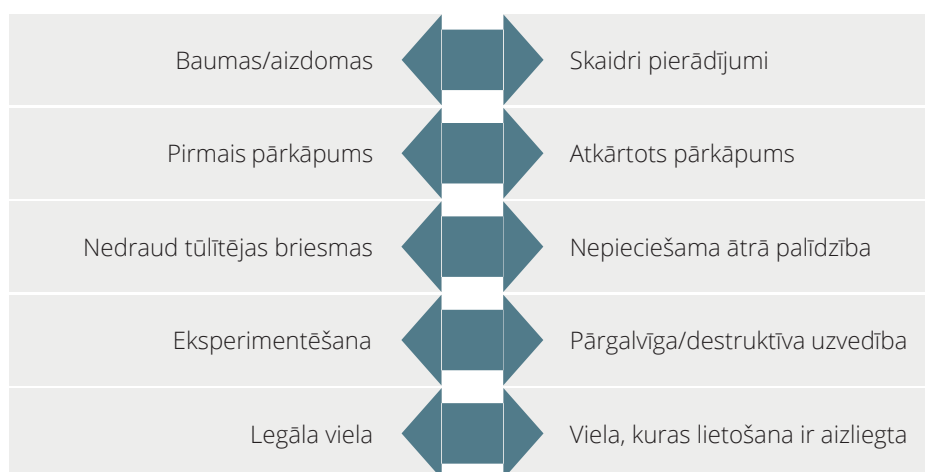 Baumas/aizdomas Skaidri pierādījumi
Pirmais pārkāpums Atkārtots pārkāpums
Nedraud tūlītējas briesmas Nepieciešama ātrā palīdzība
Eksperimentēšana Pārgalvīga/destruktīva uzvedība
Legāla viela Viela, kuras lietošana ir aizliegta